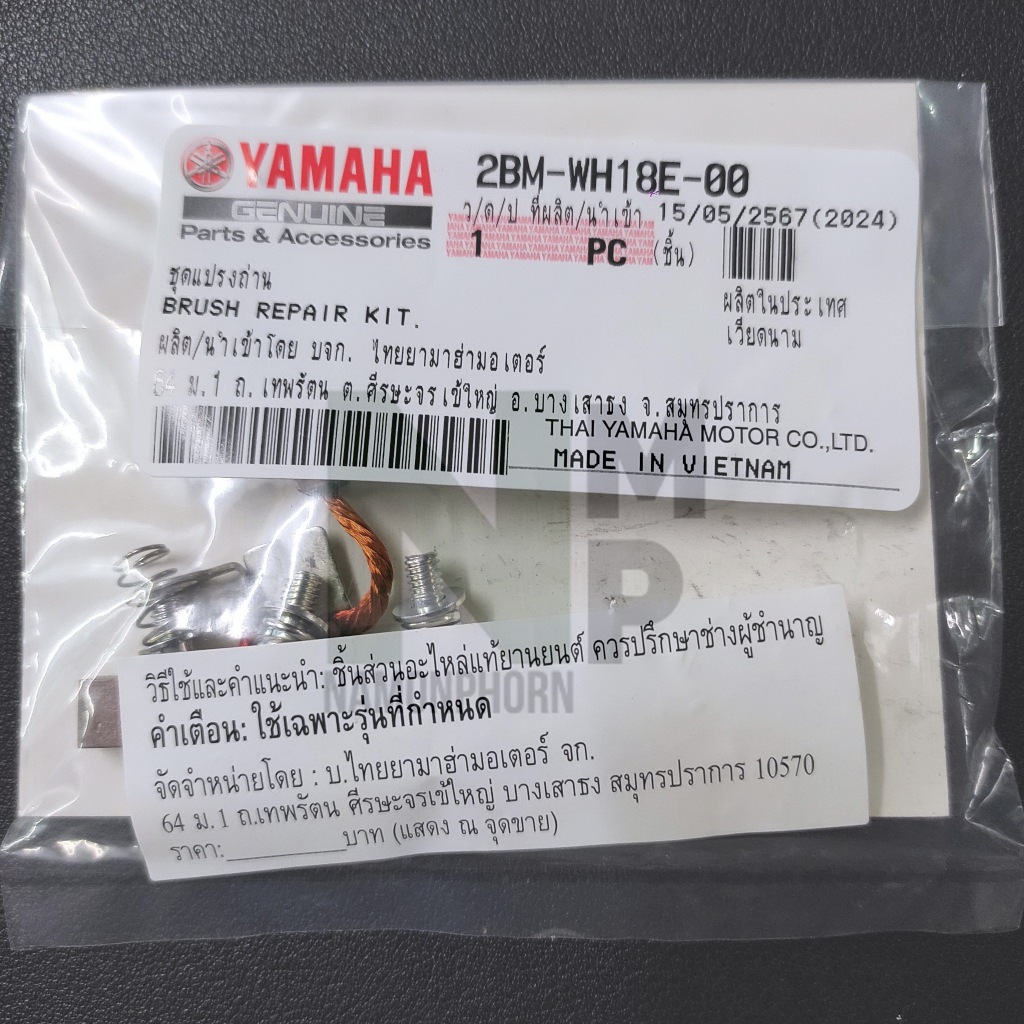 YAMAHA
GENUINE
Parts & Accessories
2BM-WH18E-00
ว/ด/ป ที่ผลิต/นำเข้า 15/05/2567(2024)
1 PC (ชิ้น)
ชุดแปรงถ่าน
BRUSH REPAIR KIT.
ผลิตในประเทศ
เวียดนาม
ผลิต/นำเข้าโดย บจก. ไทยยามาฮ่ามอเตอร์
64 ม.1 ถ.เทพรัตน ต.ศีรษะจรเข้ใหญ่ อ.บางเสาธง จ.สมุทรปราการ
THAI YAMAHA MOTOR CO.,LTD.
MADE IN VIETNAM
N M P
NAMONPHORN
วิธีใช้และคำแนะนำ: ชิ้นส่วนอะไหล่แท้ยานยนต์ ควรปรึกษาช่างผู้ชำนาญ
คำเตือน: ใช้เฉพาะรุ่นที่กำหนด
จัดจำหน่ายโดย : บ.ไทยยามาฮ่ามอเตอร์ จก.
64 ม.1 ถ.เทพรัตน ศีรษะจรเข้ใหญ่ บางเสาธง สมุทรปราการ 10570
ราคา:__________บาท (แสดง ณ จุดขาย)